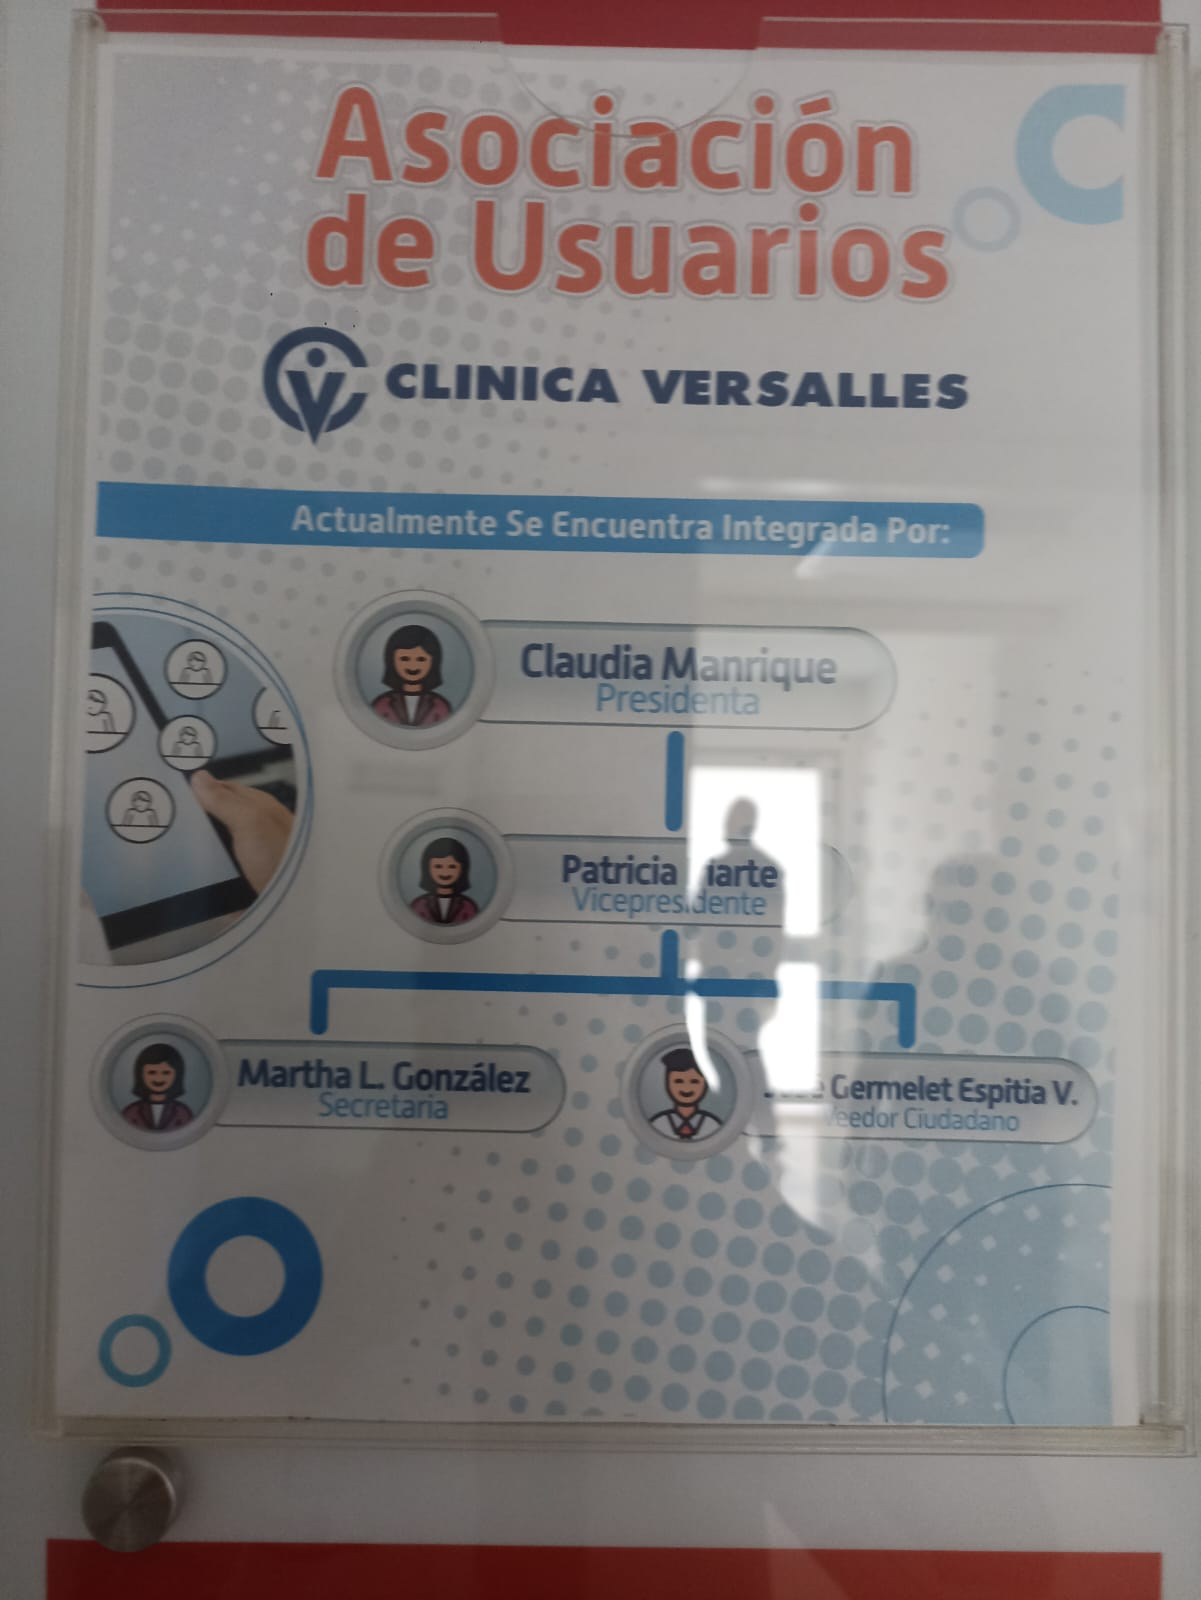 Asociación
de Usuarios
CLINICA VERSALLES
Actualmente Se Encuentra Integrada Por:
Claudia Manrique
Presidenta
Patricia
Vicepresidente
Martha L. González
Secretaria
Germelet Espitia V.
Veedor Ciudadano